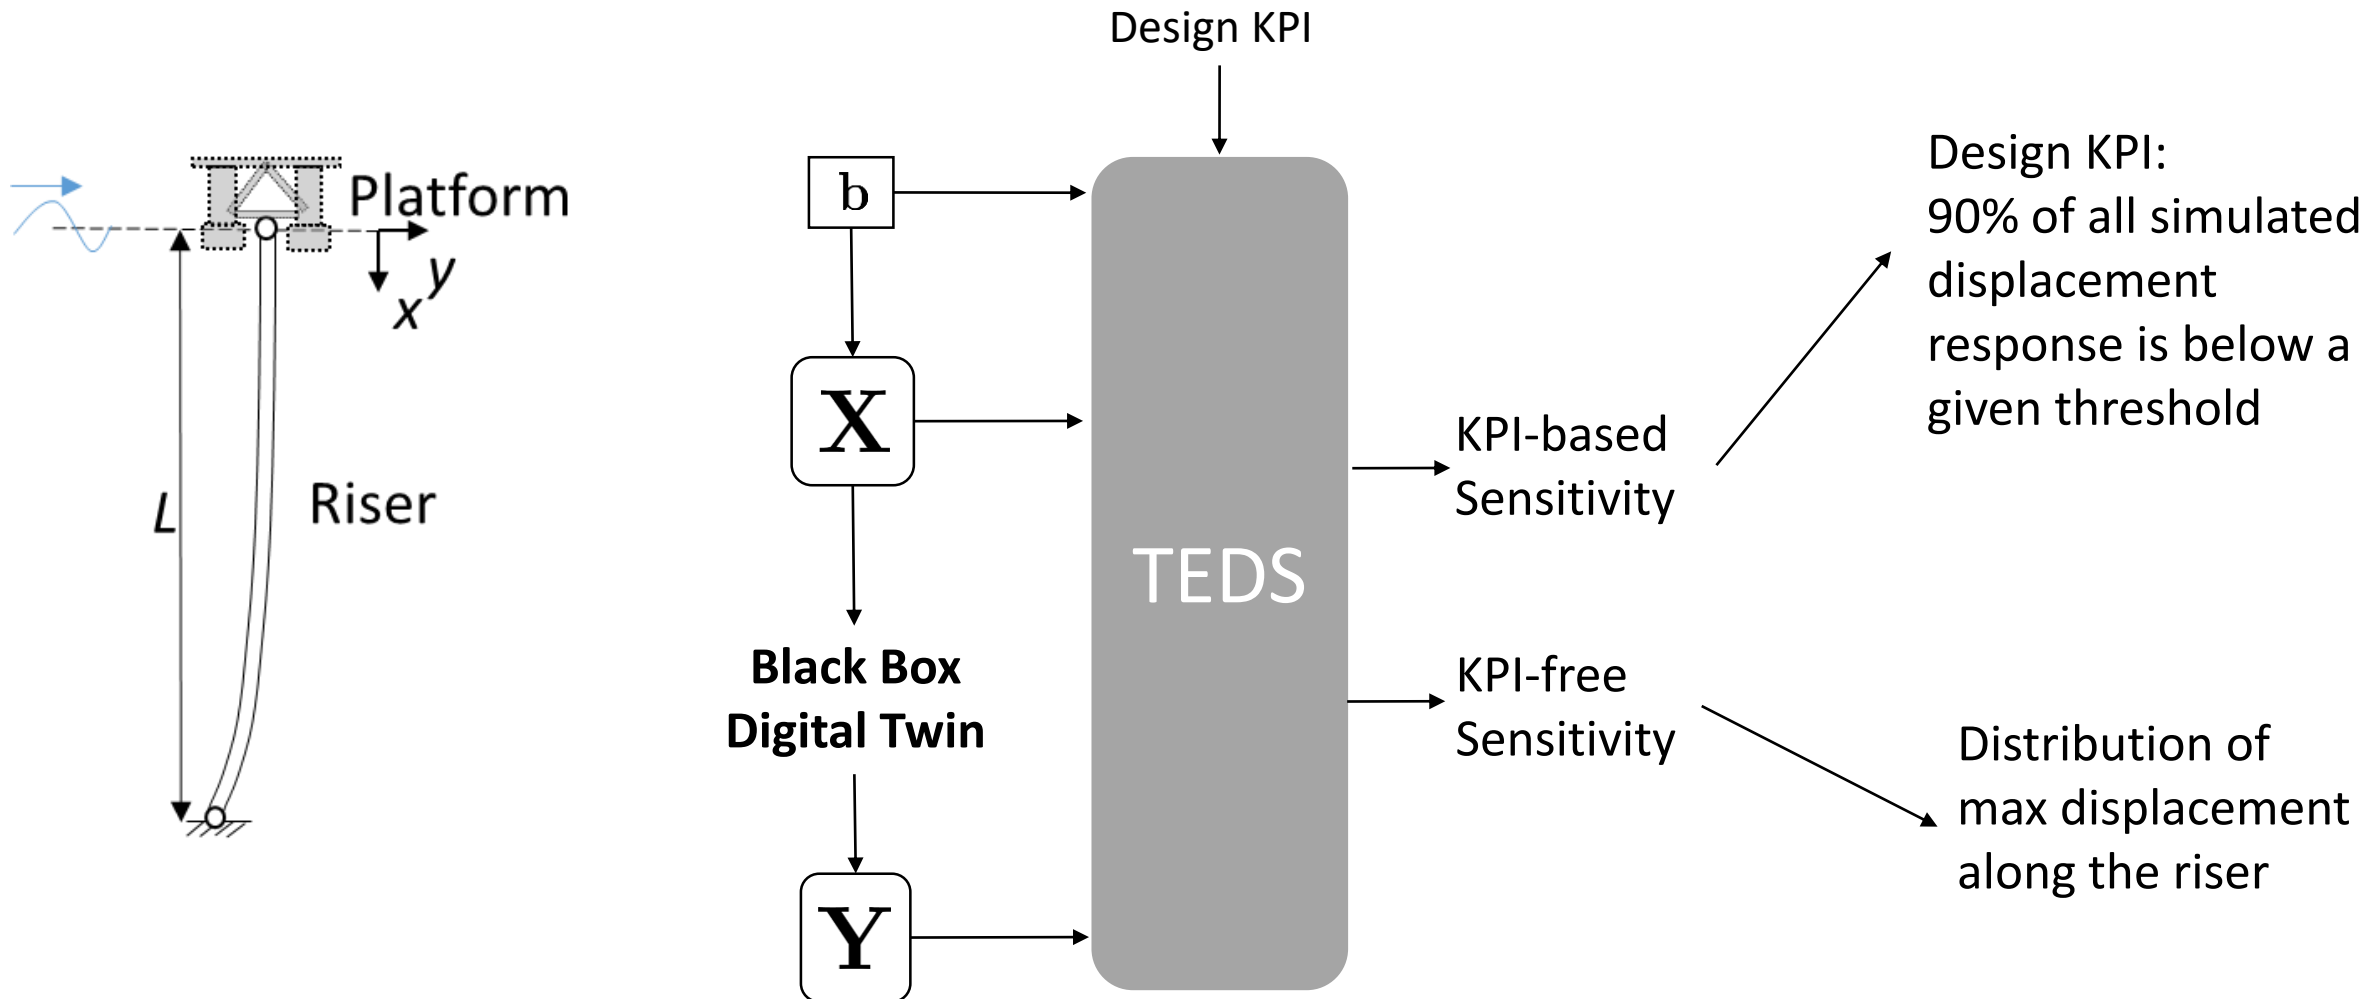 Platform
y
x
L
Riser
Design KPI
b
X
Black Box
Digital Twin
Y
TEDS
KPI-based
Sensitivity
KPI-free
Sensitivity
Design KPI:
90% of all simulated
displacement
response is below a
given threshold
Distribution of
max displacement
along the riser